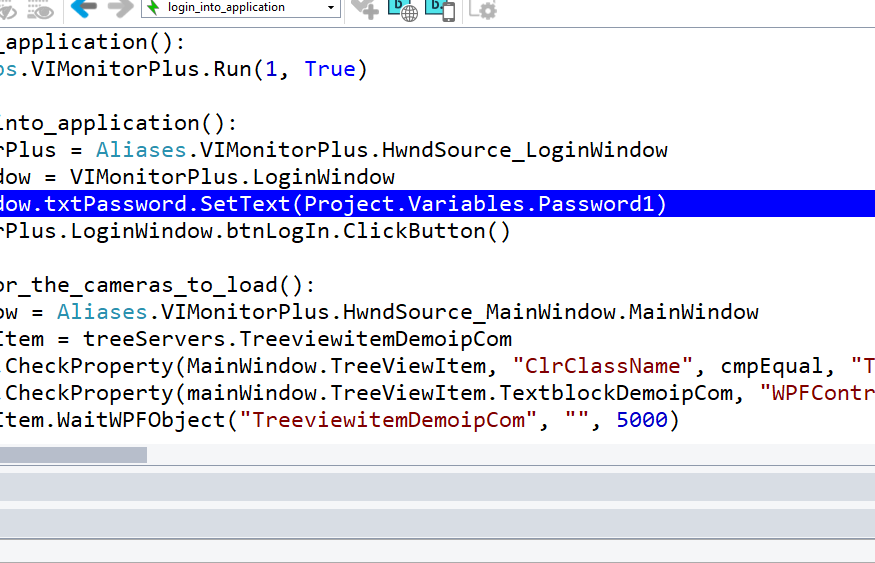 login_into_application
_application():
ps.VIMonitorPlus.Run(1, True)
into_application():
rPlus = Aliases.VIMonitorPlus.HwndSource_LoginWindow
dow = VIMonitorPlus.LoginWindow
dow.txtPassword.SetText(Project.Variables.Password1)
rPlus.LoginWindow.btnLogIn.ClickButton()
or_the_cameras_to_load():
ow = Aliases.VIMonitorPlus.HwndSource_MainWindow.MainWindow
Item = treeServers.TreeviewitemDemoipCom
.CheckProperty(MainWindow.TreeViewItem, "ClrClassName", cmpEqual, "T
.CheckProperty(mainWindow.TreeViewItem.TextblockDemoipCom, "WPFContr
Item.WaitWPFObject("TreeviewitemDemoipCom", "", 5000)